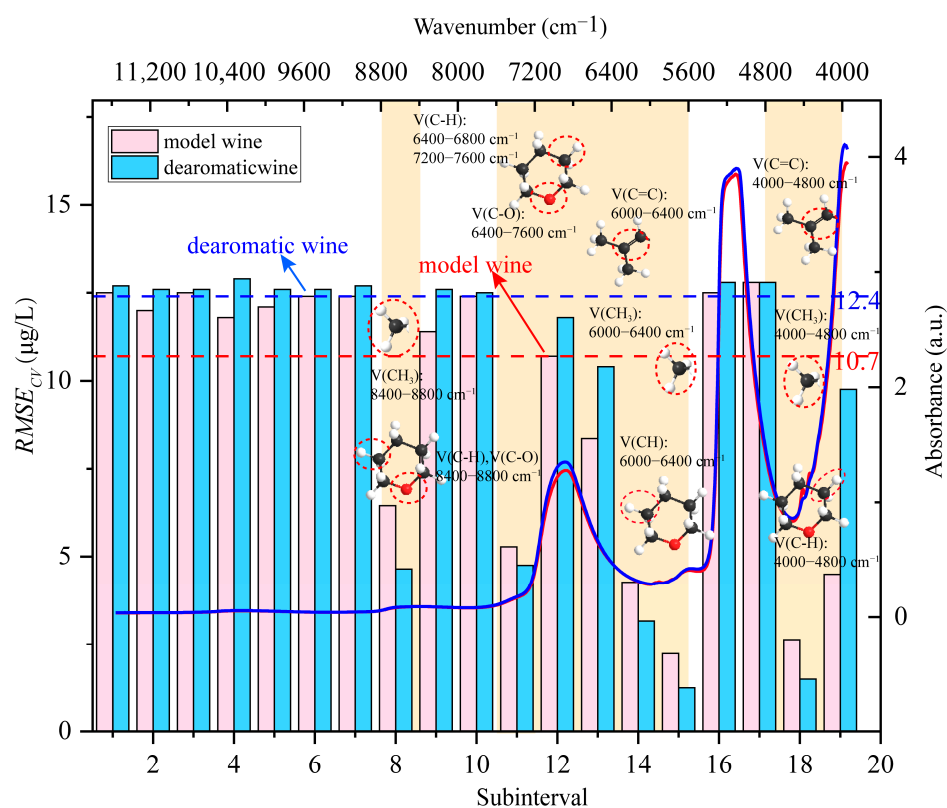 Wavenumber (cm⁻¹)
11,200 10,400 9600 8800 8000 7200 6400 5600 4800 4000
model wine
dearomaticwine
V(C-H):
6400−6800 cm⁻¹
7200−7600 cm⁻¹
V(C-O):
6400−7600 cm⁻¹
V(C=C):
6000−6400 cm⁻¹
V(C=C):
4000−4800 cm⁻¹
dearomatic wine
model wine
12.4
10.7
V(CH₃):
6000−6400 cm⁻¹
V(CH₃):
4000−4800 cm⁻¹
V(CH₃):
8400−8800 cm⁻¹
V(C-H),V(C-O)
8400−8800 cm⁻¹
V(CH):
6000−6400 cm⁻¹
V(C-H):
4000−4800 cm⁻¹
RMSE_CV (µg/L)
15
10
5
0
Absorbance (a.u.)
4
2
0
2 4 6 8 10 12 14 16 18 20
Subinterval